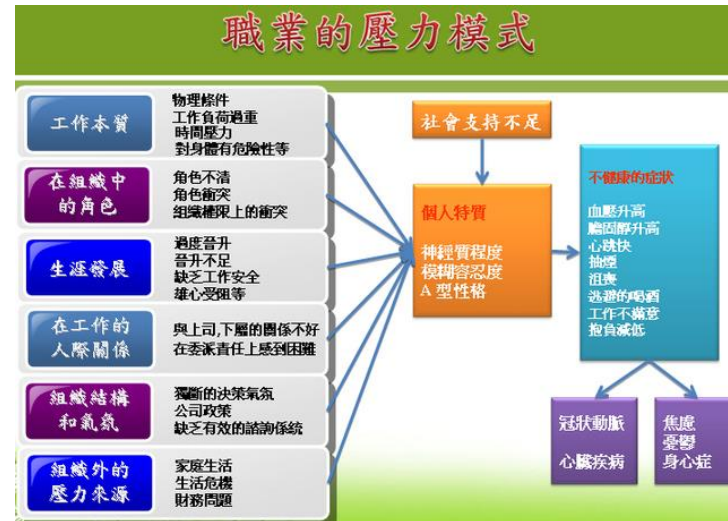 職業的壓力模式
工作本質
物理條件
工作負荷過重
時間壓力
對身體有危險性等
在組織中
的角色
角色不清
角色衝突
組織權限上的衝突
生涯發展
過度晉升
晉升不足
缺乏工作安全
雄心受阻等
在工作的
人際關係
與上司,下屬的關係不好
在委派責任上感到困難
組織結構
和氣氛
獨斷的決策氣氛
公司政策
缺乏有效的諮詢係統
組織外的
壓力來源
家庭生活
生活危機
財務問題
社會支持不足
個人特質
神經質程度
模糊容忍度
A 型性格
不健康的症狀
血壓升高
膽固醇升高
心跳快
抽煙
沮喪
逃避的喝酒
工作不滿意
抱負減低
冠狀動脈
心臟疾病
焦慮
憂鬱
身心症